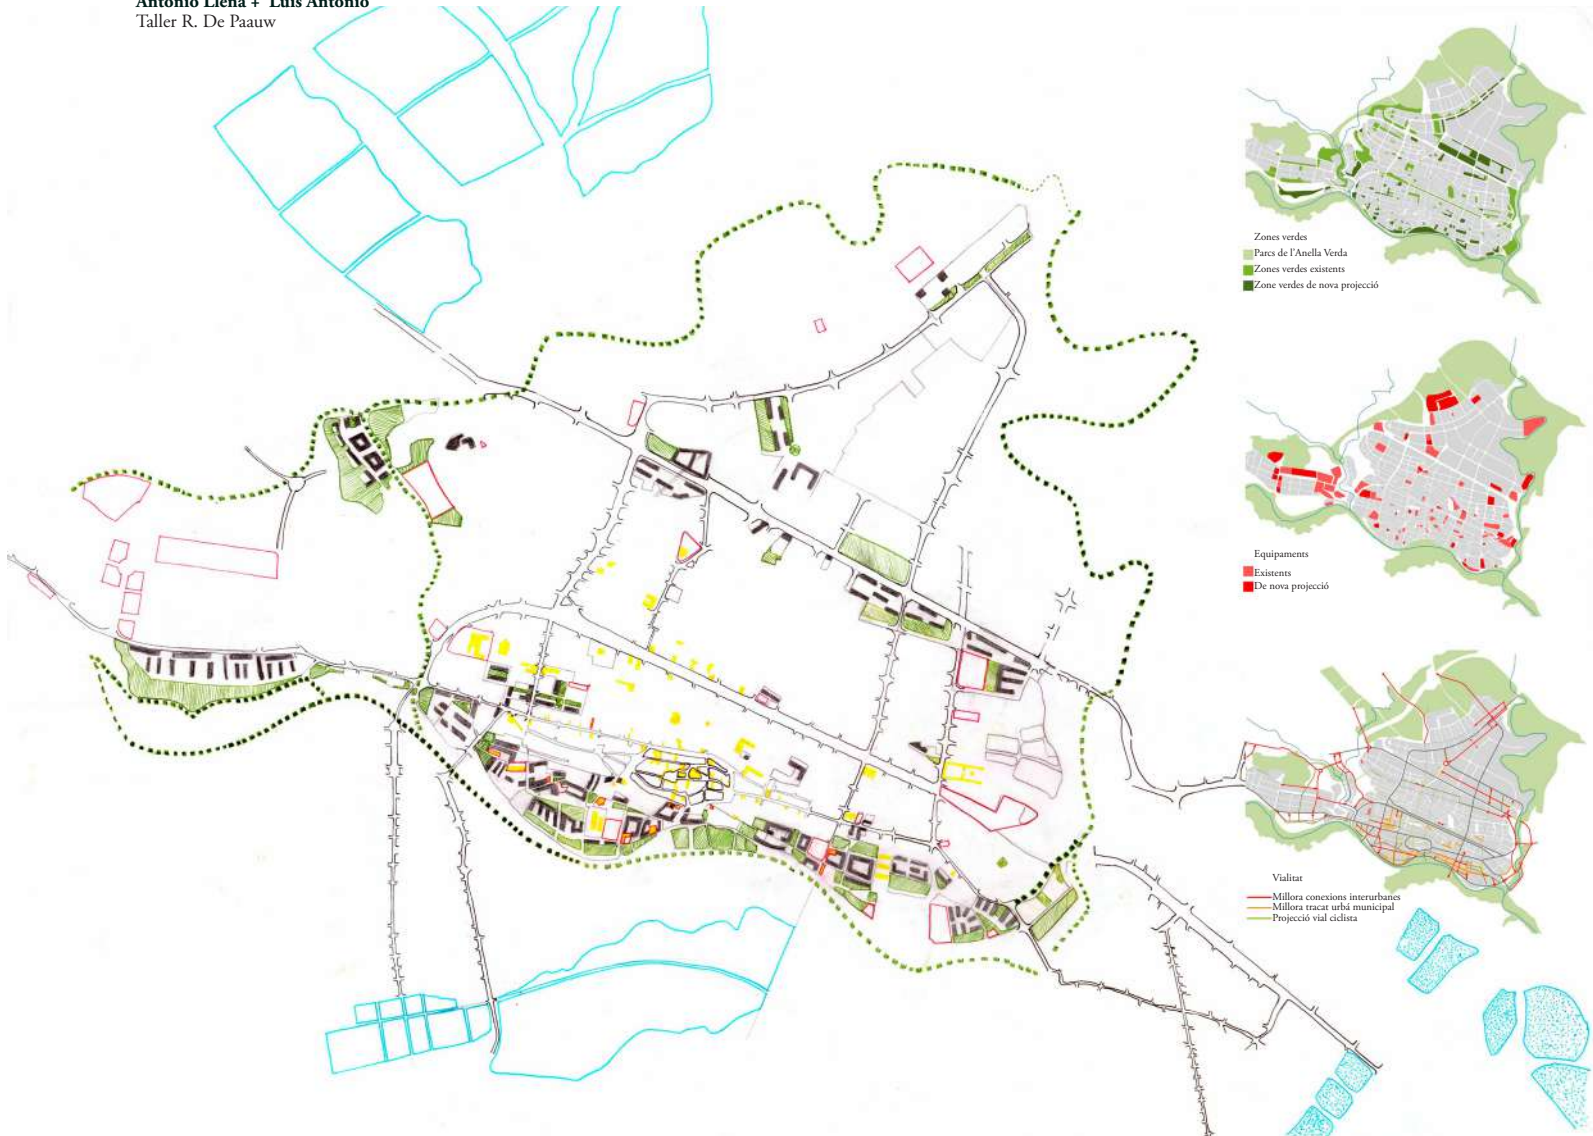 Antonio Llena + Luis Antonio
Taller R. De Paauw
Zones verdes
Parcs de l'Anella Verda
Zones verdes existents
Zone verdes de nova projecció
Equipaments
Existents
De nova projecció
Vialitat
Millora conexions interurbanes
Millora tracat urbá municipal
Projecció vial ciclista